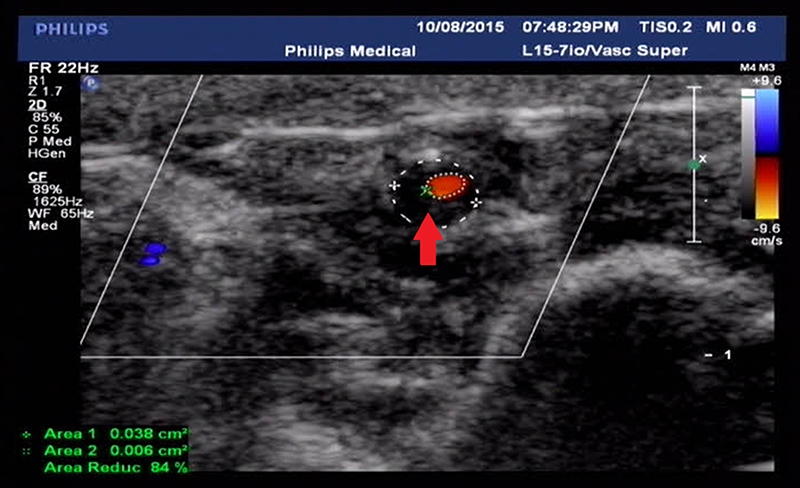 PHILIPS
10/08/2015 07:48:29PM TIS0.2 MI 0.6
Philips Medical L15-7io/Vasc Super
FR 22Hz
R1
Z 1.7
2D
85%
C 55
P Med
HGen
CF
89%
1625Hz
WF 65Hz
Med
M4 M3
+9.6
x
-9.6
cm/s
1
Area 1 0.038 cm²
Area 2 0.006 cm²
Area Reduc 84 %